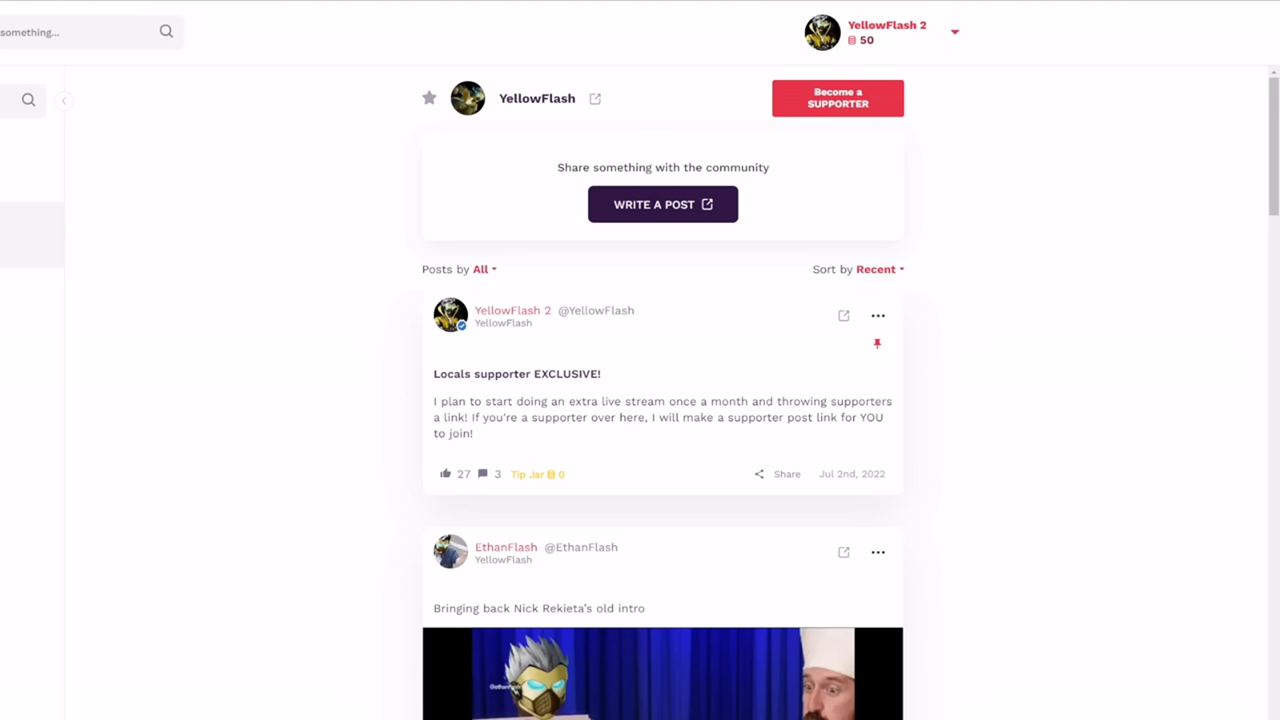 something...
YellowFlash 2
50
YellowFlash
Become a
SUPPORTER
Share something with the community
WRITE A POST
Posts by All
Sort by Recent
YellowFlash 2 @YellowFlash
YellowFlash
Locals supporter EXCLUSIVE!
I plan to start doing an extra live stream once a month and throwing supporters
a link! If you're a supporter over here, I will make a supporter post link for YOU
to join!
27 3 Tip Jar 0 Share Jul 2nd, 2022
EthanFlash @EthanFlash
YellowFlash
Bringing back Nick Rekieta's old intro
@ethanflash